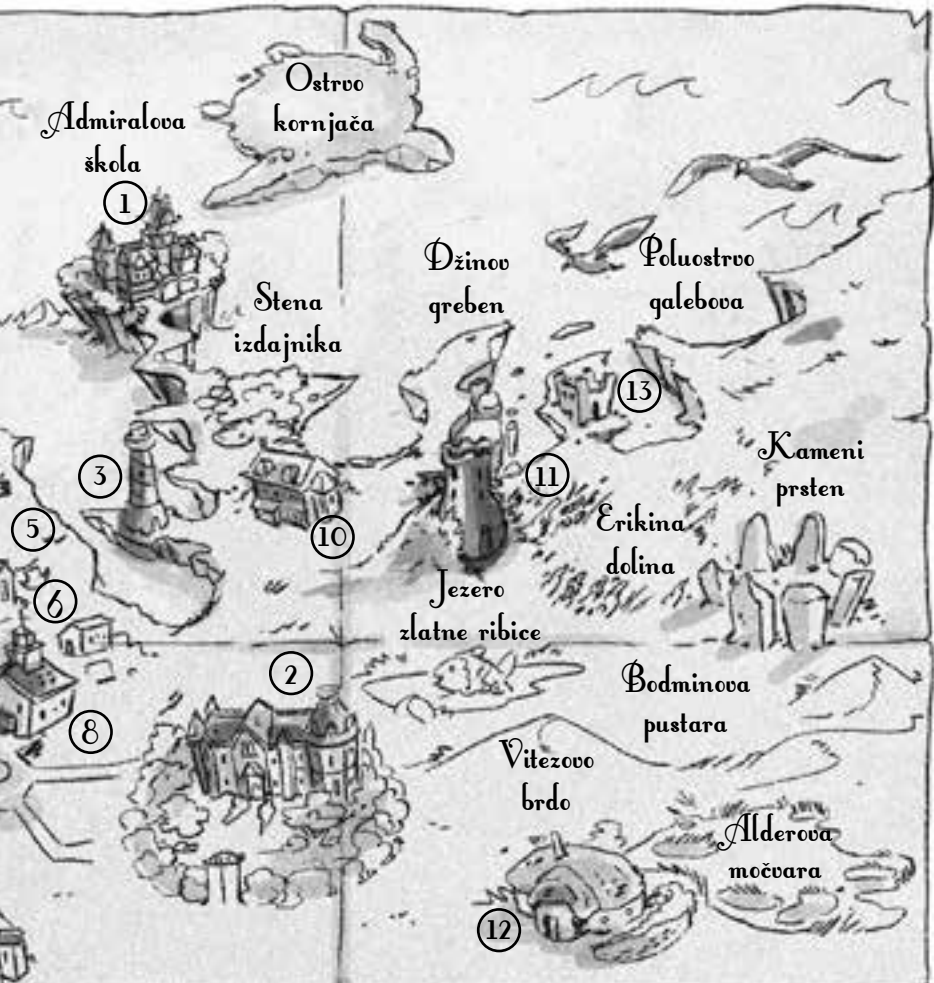 Ostrvo
kornjača
Admiralova
škola
1
Džinov
greben
Poluostrvo
galebova
Stena
izdajnika
13
3
11
Kameni
prsten
5
10
Erikina
dolina
6
Jezero
zlatne ribice
2
8
Bodminova
pustara
Vitezovo
brdo
Alderova
močvara
12